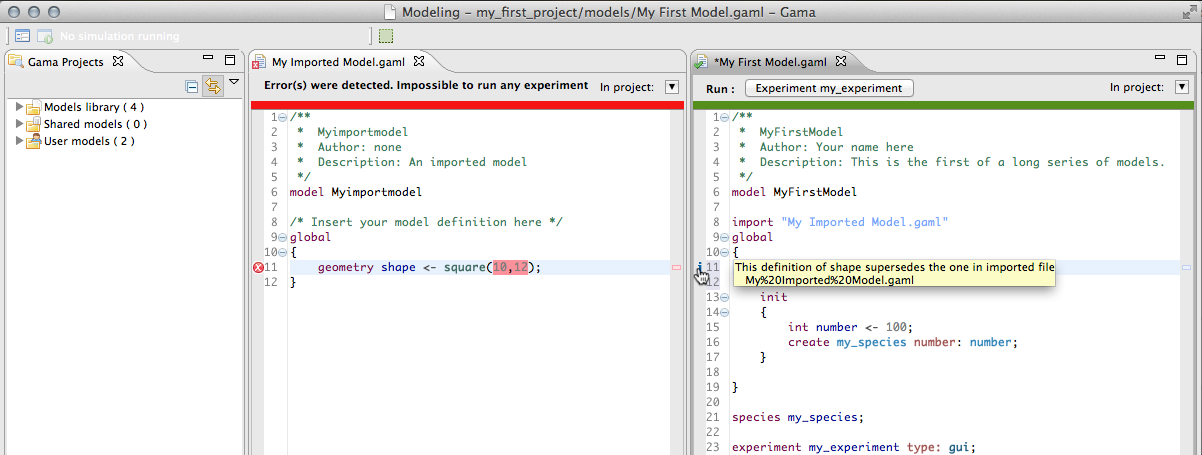 Modeling – my_first_project/models/My First Model.gaml – Gama
No simulation running
Gama Projects
Models library ( 4 )
Shared models ( 0 )
User models ( 2 )
My Imported Model.gaml
Error(s) were detected. Impossible to run any experiment
In project:
1 /**
2 * Myimportmodel
3 * Author: none
4 * Description: An imported model
5 */
6 model Myimportmodel
7
8 /* Insert your model definition here */
9 global
10 {
11 geometry shape <- square(10,12);
12 }
*My First Model.gaml
Run : Experiment my_experiment
In project:
1 /**
2 * MyFirstModel
3 * Author: Your name here
4 * Description: This is the first of a long series of models.
5 */
6 model MyFirstModel
7
8 import "My Imported Model.gaml"
9 global
10 {
11 This definition of shape supersedes the one in imported file
12 My%20Imported%20Model.gaml
13 init
14 {
15 int number <- 100;
16 create my_species number: number;
17 }
18
19 }
20
21 species my_species;
22
23 experiment my_experiment type: gui;